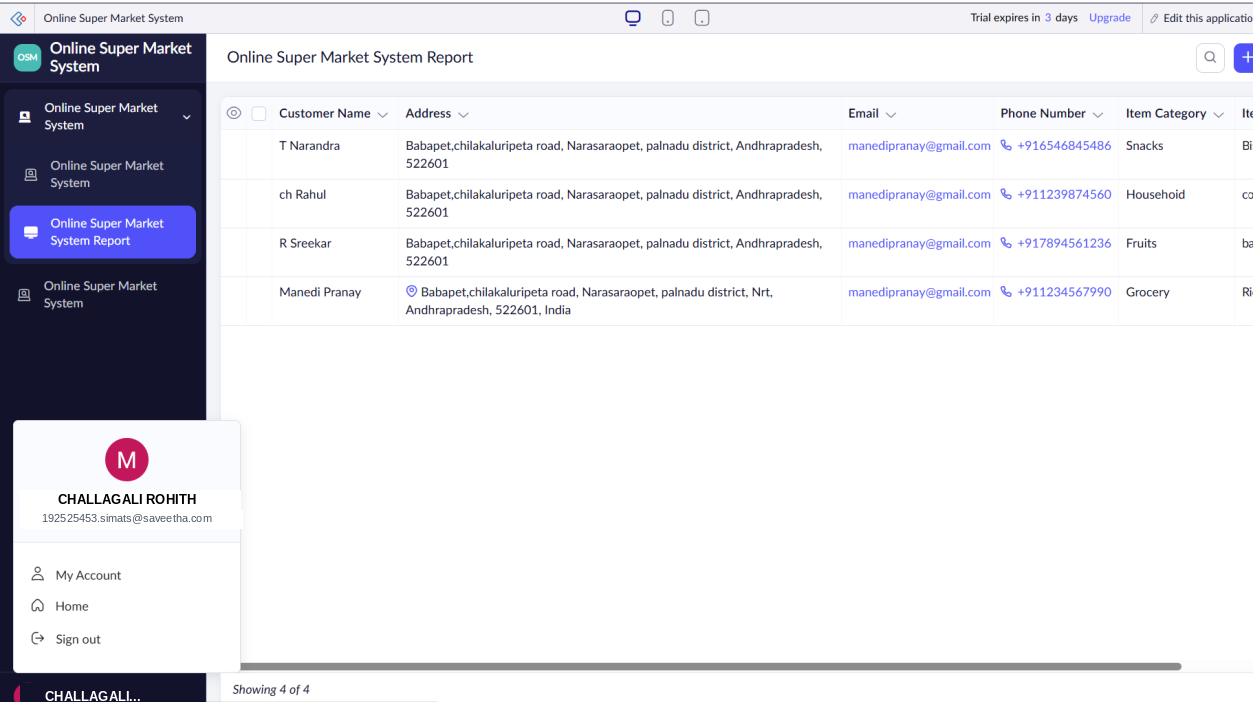 Online Super Market System
Trial expires in 3 days Upgrade
Edit this applicatio
OSM
Online Super Market
System
Online Super Market System Report
Online Super Market
System
Online Super Market
System
Online Super Market
System Report
Online Super Market
System
Customer Name Address Email Phone Number Item Category Ite
T Narandra Babapet,chilakaluripeta road, Narasaraopet, palnadu district, Andhrapradesh, manedipranay@gmail.com +916546845486 Snacks Bi
522601
ch Rahul Babapet,chilakaluripeta road, Narasaraopet, palnadu district, Andhrapradesh, manedipranay@gmail.com +911239874560 Househoid co
522601
R Sreekar Babapet,chilakaluripeta road, Narasaraopet, palnadu district, Andhrapradesh, manedipranay@gmail.com +917894561236 Fruits ba
522601
Manedi Pranay Babapet,chilakaluripeta road, Narasaraopet, palnadu district, Nrt, manedipranay@gmail.com +911234567990 Grocery Ri
Andhrapradesh, 522601, India
M
CHALLAGALI ROHITH
192525453.simats@saveetha.com
My Account
Home
Sign out
CHALLAGALI...
Showing 4 of 4